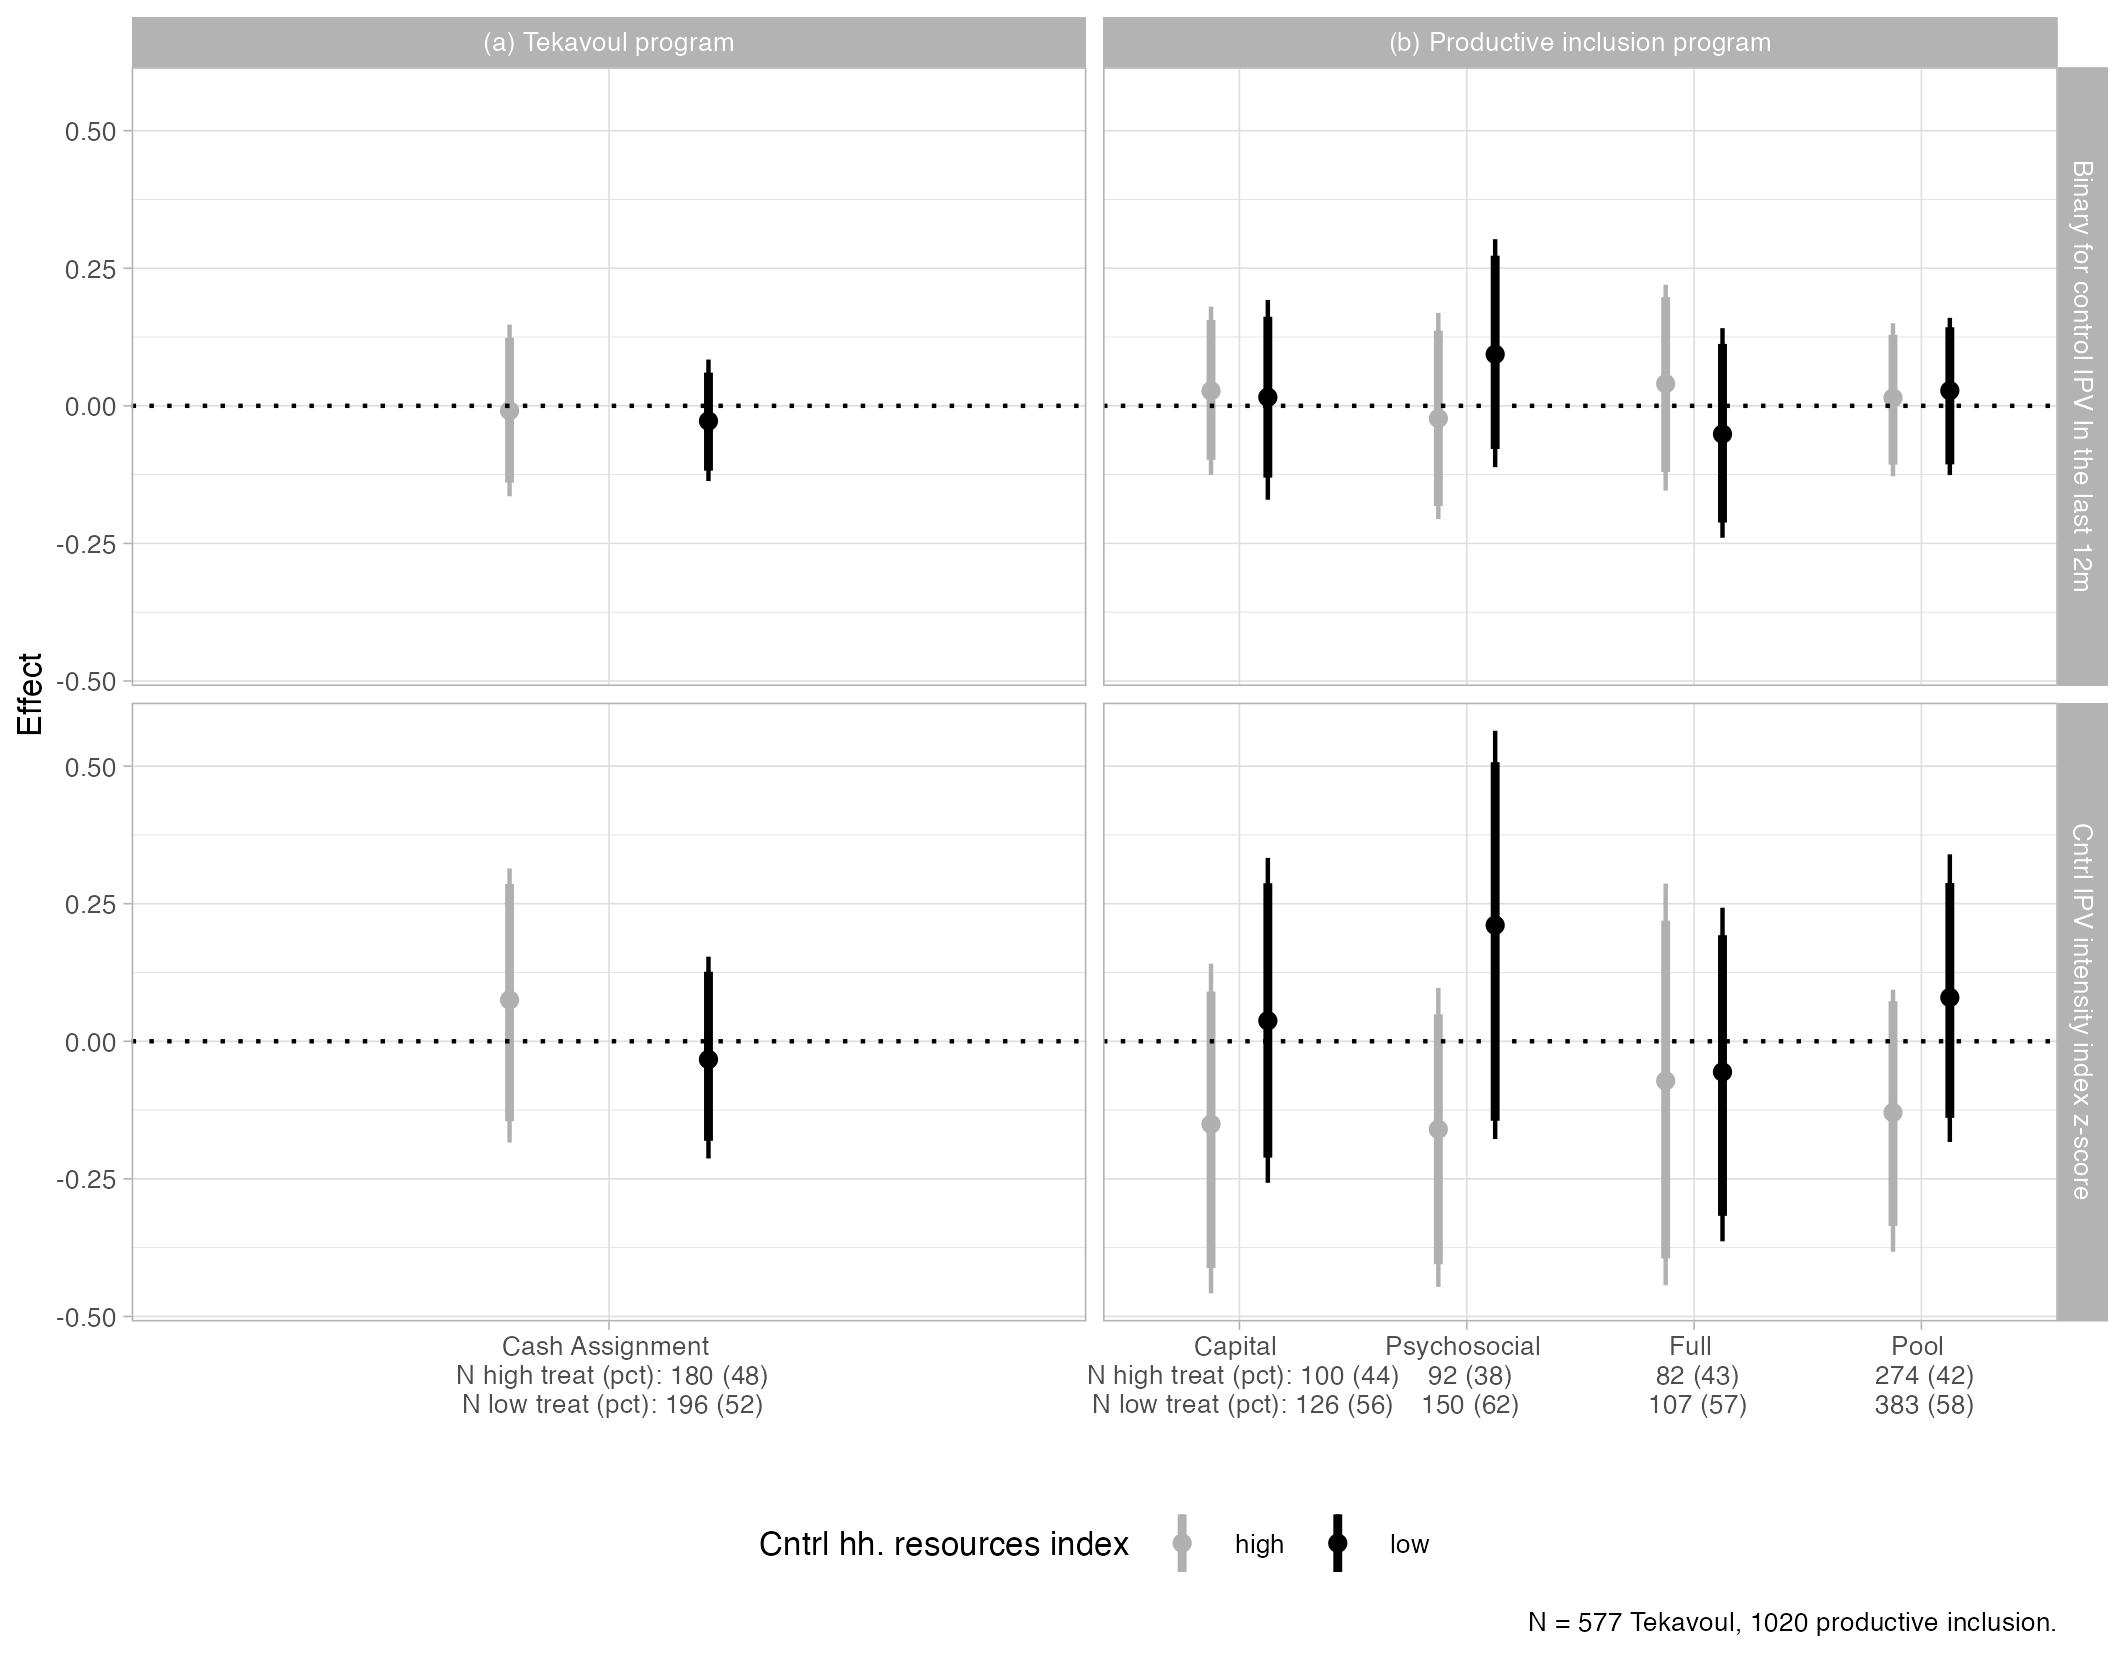 (a) Tekavoul program
(b) Productive inclusion program
Effect
0.50
0.25
0.00
-0.25
-0.50
Binary for control IPV In the last 12m
0.50
0.25
0.00
-0.25
-0.50
Cntrl IPV intensity index z-score
Cash Assignment
N high treat (pct): 180 (48)
N low treat (pct): 196 (52)
Capital
N high treat (pct): 100 (44)
N low treat (pct): 126 (56)
Psychosocial
92 (38)
150 (62)
Full
82 (43)
107 (57)
Pool
274 (42)
383 (58)
Cntrl hh. resources index high low
N = 577 Tekavoul, 1020 productive inclusion.